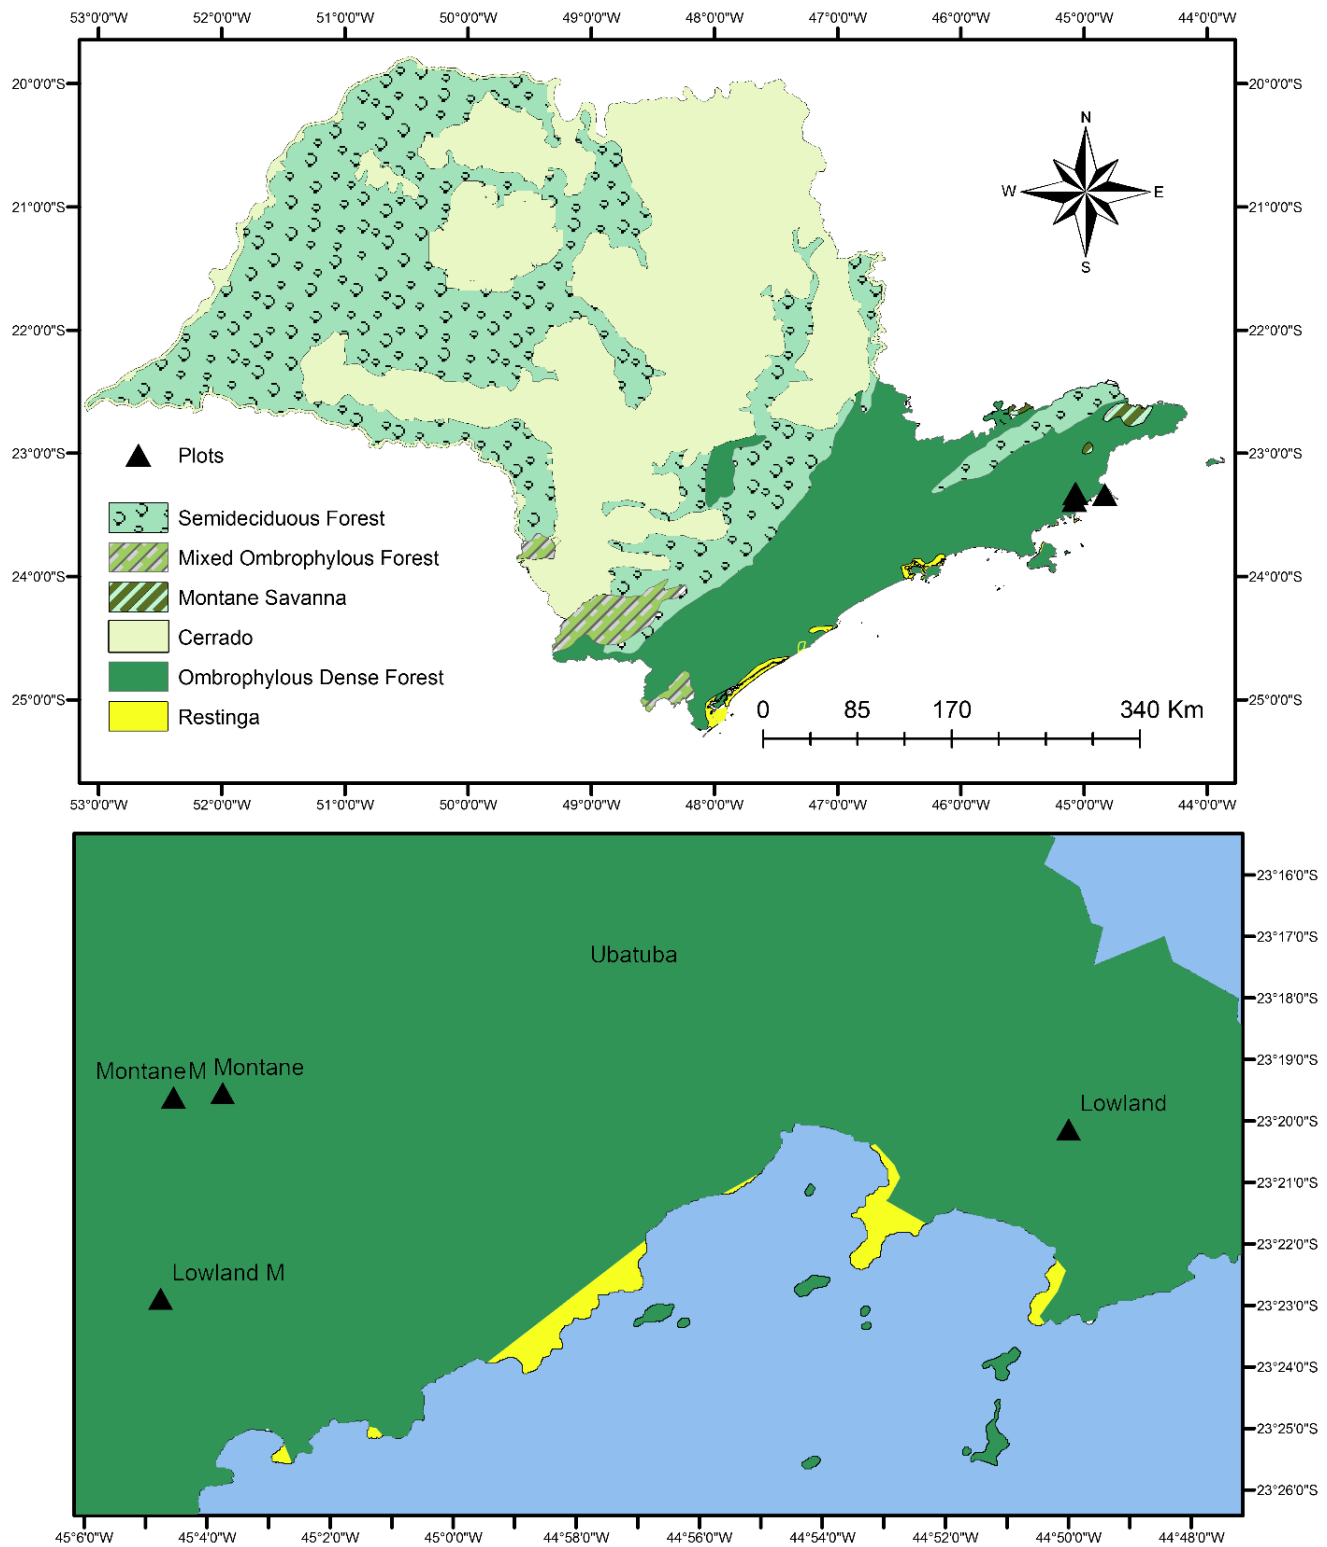 53°0'0"W 52°0'0"W 51°0'0"W 50°0'0"W 49°0'0"W 48°0'0"W 47°0'0"W 46°0'0"W 45°0'0"W 44°0'0"W
20°0'0"S 20°0'0"S
N
W E
S
21°0'0"S 21°0'0"S
22°0'0"S 22°0'0"S
23°0'0"S 23°0'0"S
Plots
Semideciduous Forest
Mixed Ombrophylous Forest
24°0'0"S 24°0'0"S
Montane Savanna
Cerrado
Ombrophylous Dense Forest
25°0'0"S 25°0'0"S
Restinga
0 85 170 340 Km
53°0'0"W 52°0'0"W 51°0'0"W 50°0'0"W 49°0'0"W 48°0'0"W 47°0'0"W 46°0'0"W 45°0'0"W 44°0'0"W
23°16'0"S
23°17'0"S
Ubatuba
23°18'0"S
23°19'0"S
MontaneM Montane
Lowland
23°20'0"S
23°21'0"S
23°22'0"S
Lowland M
23°23'0"S
23°24'0"S
23°25'0"S
23°26'0"S
45°6'0"W 45°4'0"W 45°2'0"W 45°0'0"W 44°58'0"W 44°56'0"W 44°54'0"W 44°52'0"W 44°50'0"W 44°48'0"W